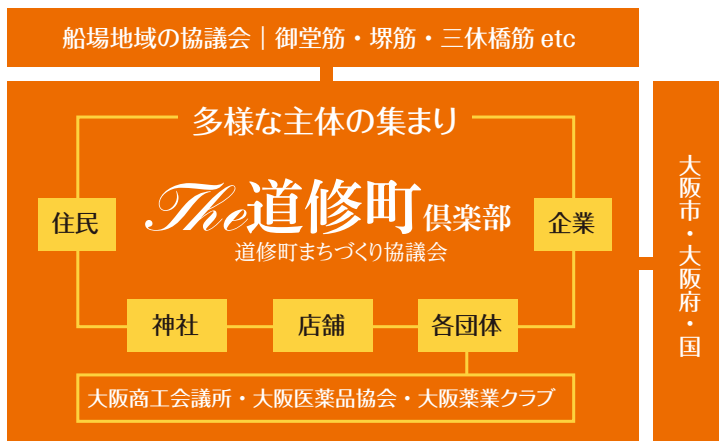 船場地域の協議会｜御堂筋・堺筋・三休橋筋 etc
多様な主体の集まり
The道修町倶楽部
道修町まちづくり協議会
住民
企業
神社
店舗
各団体
大阪商工会議所・大阪医薬品協会・大阪薬業クラブ
大阪市・大阪府・国